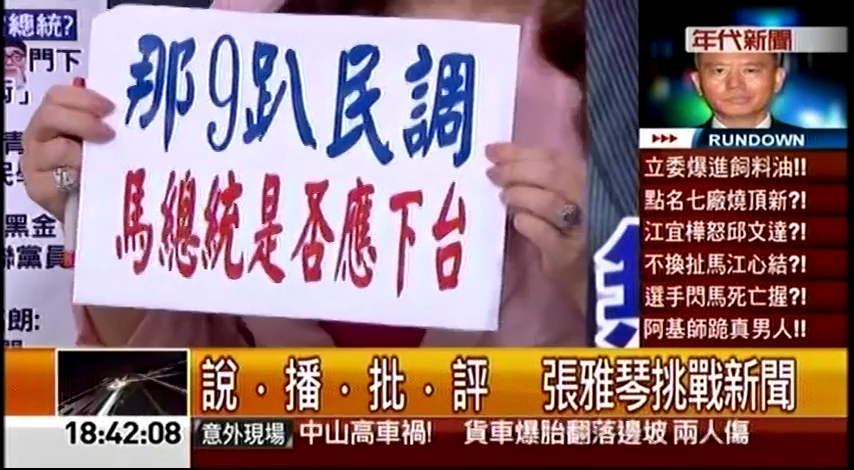 總統?
門下
那9趴民調
馬總統是否應下台
黑金
黨員
朗:
年代新聞
RUNDOWN
立委爆進飼料油!!
點名七廠燒頂新?!
江宜樺怒邱文達?!
不換扯馬江心結?!
選手閃馬死亡握?!
阿基師跪真男人!!
說・播・批・評 張雅琴挑戰新聞
18:42:08
意外現場 中山高車禍! 貨車爆胎翻落邊坡 兩人傷